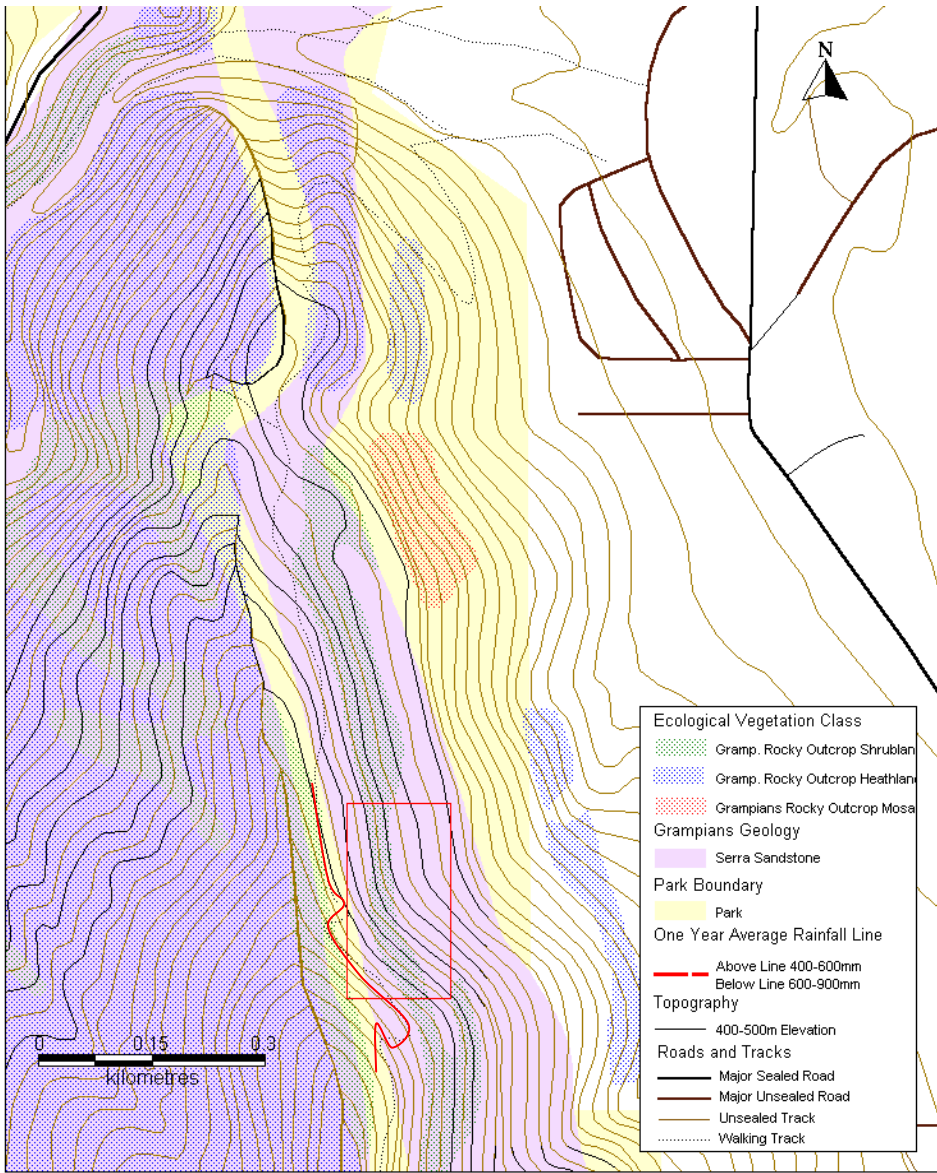 N
Ecological Vegetation Class
Gramp. Rocky Outcrop Shrublan
Gramp. Rocky Outcrop Heathland
Grampians Rocky Outcrop Mosa
Grampians Geology
Serra Sandstone
Park Boundary
Park
One Year Average Rainfall Line
Above Line 400-600mm
Below Line 600-900mm
Topography
400-500m Elevation
Roads and Tracks
Major Sealed Road
Major Unsealed Road
Unsealed Track
Walking Track
0 0.15 0.3
kilometres